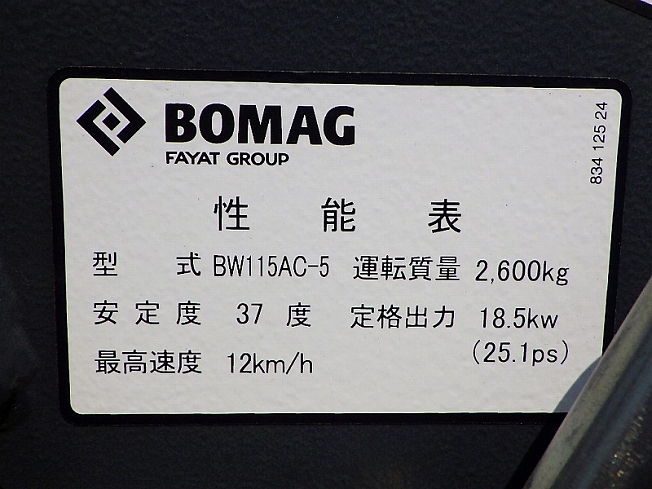 BOMAG
FAYAT GROUP
834 125 24
性 能 表
型 式 BW115AC-5 運転質量 2,600kg
安 定 度 37 度 定格出力 18.5kw
(25.1ps)
最高速度 12km/h